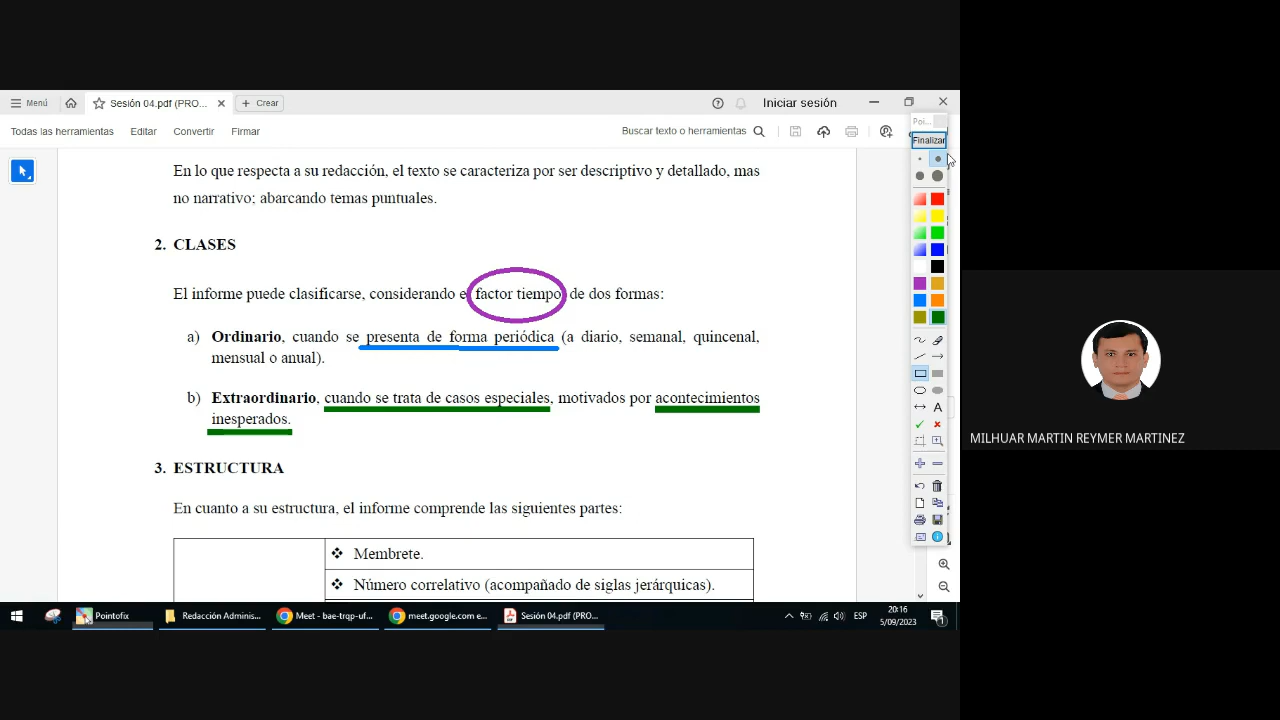 Menú
Sesión 04.pdf (PRO...
Crear
Iniciar sesión
Todas las herramientas
Editar
Convertir
Firmar
Buscar texto o herramientas
Poi...
Finalizar
En lo que respecta a su redacción, el texto se caracteriza por ser descriptivo y detallado, mas
no narrativo; abarcando temas puntuales.
2. CLASES
El informe puede clasificarse, considerando e factor tiempo de dos formas:
a) Ordinario, cuando se presenta de forma periódica (a diario, semanal, quincenal,
mensual o anual).
b) Extraordinario, cuando se trata de casos especiales, motivados por acontecimientos
inesperados.
3. ESTRUCTURA
En cuanto a su estructura, el informe comprende las siguientes partes:
❖ Membrete.
❖ Número correlativo (acompañado de siglas jerárquicas).
A
MILHUAR MARTIN REYMER MARTINEZ
Pointofix
Redacción Adminis...
Meet - bae-trqp-uf...
meet.google.com e...
Sesión 04.pdf (PRO...
ESP
20:16
5/09/2023
1